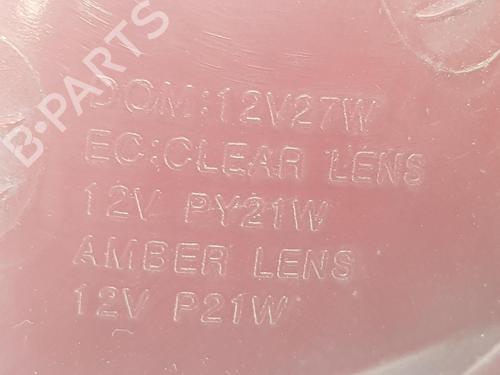 B-PARTS
DOM:12V27W
EC:CLEAR LENS
12V PY21W
AMBER LENS
12V P21W